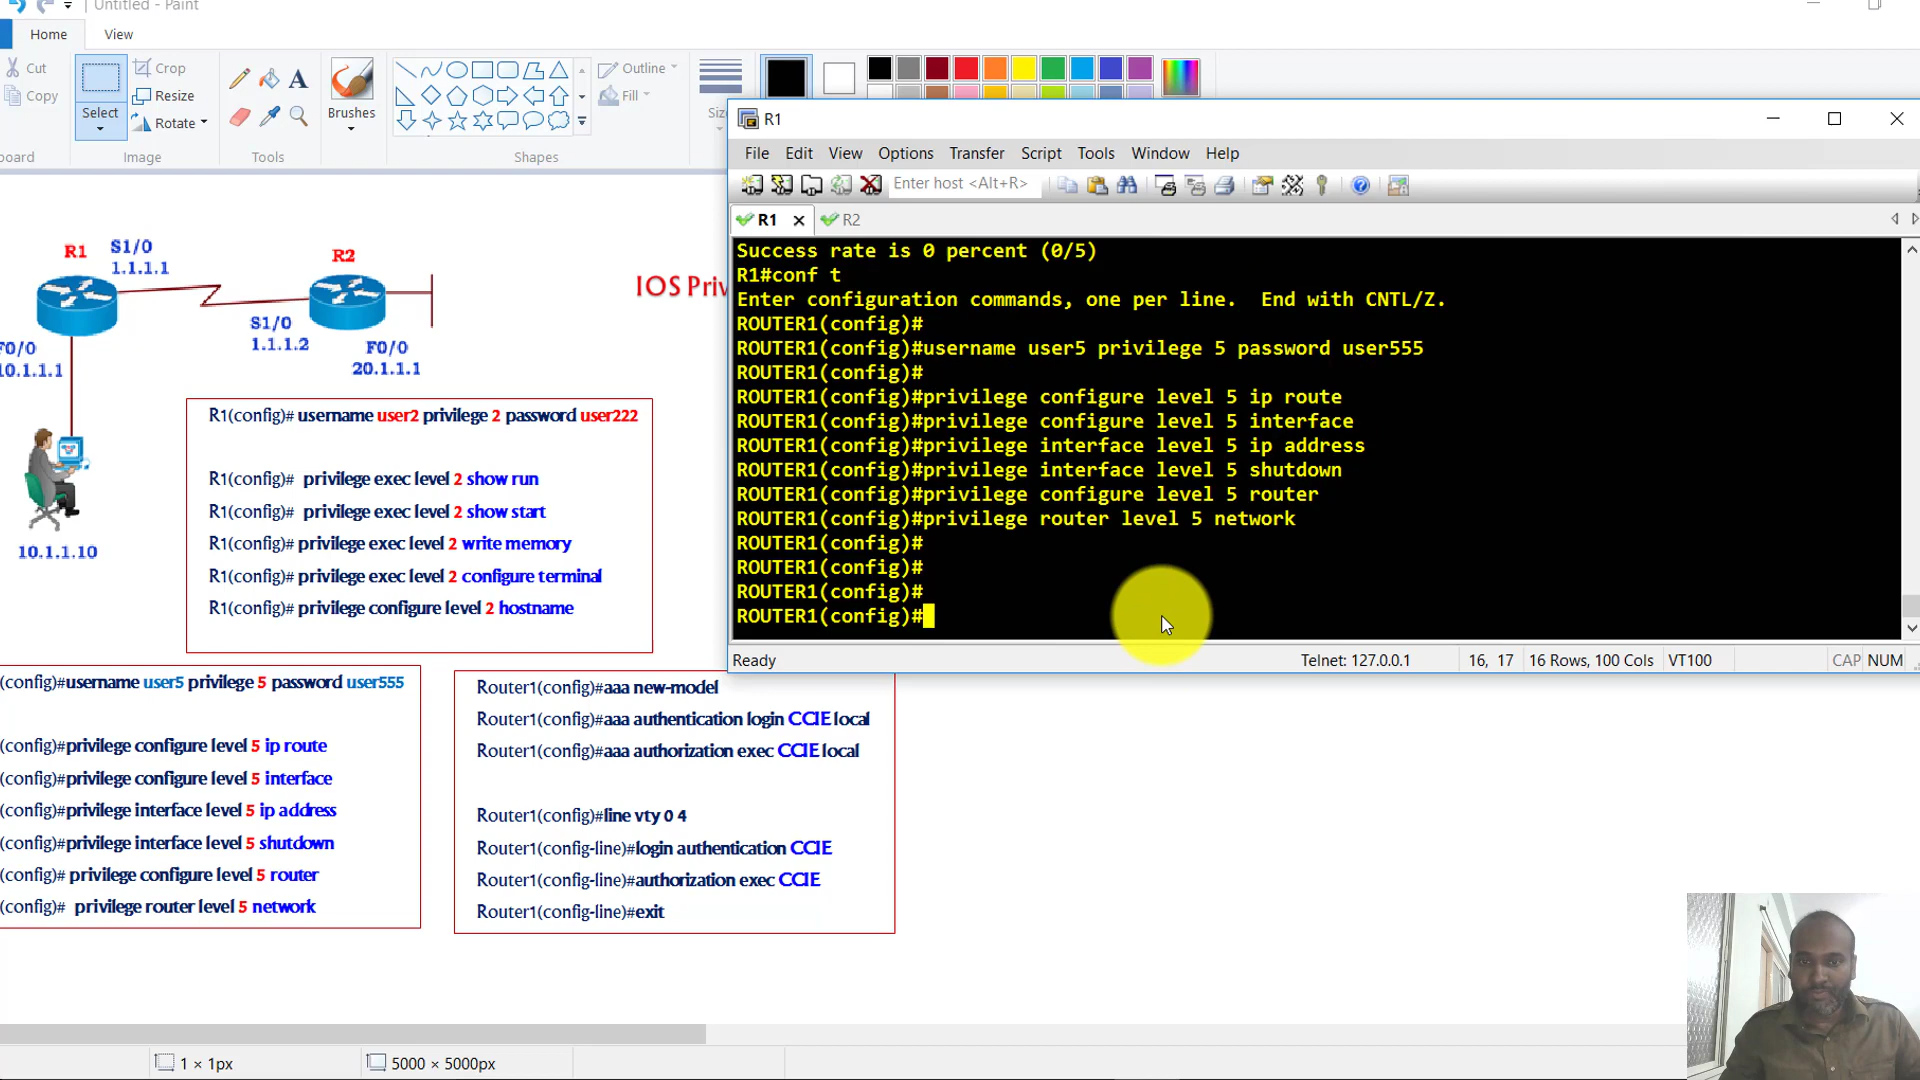 Untitled - Paint
Home
View
Cut
Copy
Select
Crop
Resize
Rotate
Brushes
Outline
Fill
Image
Tools
Shapes
R1
File Edit View Options Transfer Script Tools Window Help
Enter host <Alt+R>
R1
R2
Success rate is 0 percent (0/5)
R1#conf t
Enter configuration commands, one per line.  End with CNTL/Z.
ROUTER1(config)#
ROUTER1(config)#username user5 privilege 5 password user555
ROUTER1(config)#
ROUTER1(config)#privilege configure level 5 ip route
ROUTER1(config)#privilege configure level 5 interface
ROUTER1(config)#privilege interface level 5 ip address
ROUTER1(config)#privilege interface level 5 shutdown
ROUTER1(config)#privilege configure level 5 router
ROUTER1(config)#privilege router level 5 network
ROUTER1(config)#
ROUTER1(config)#
ROUTER1(config)#
ROUTER1(config)#
Ready
Telnet: 127.0.0.1
16, 17
16 Rows, 100 Cols
VT100
CAP NUM
R1
S1/0
1.1.1.1
R2
IOS
S1/0
1.1.1.2
F0/0
20.1.1.1
F0/0
10.1.1.1
10.1.1.10
R1(config)# username user2 privilege 2 password user222
R1(config)# privilege exec level 2 show run
R1(config)# privilege exec level 2 show start
R1(config)# privilege exec level 2 write memory
R1(config)# privilege exec level 2 configure terminal
R1(config)# privilege configure level 2 hostname
(config)#username user5 privilege 5 password user555
(config)#privilege configure level 5 ip route
(config)#privilege configure level 5 interface
(config)#privilege interface level 5 ip address
(config)#privilege interface level 5 shutdown
(config)# privilege configure level 5 router
(config)# privilege router level 5 network
Router1(config)#aaa new-model
Router1(config)#aaa authentication login CCIE local
Router1(config)#aaa authorization exec CCIE local
Router1(config)#line vty 0 4
Router1(config-line)#login authentication CCIE
Router1(config-line)#authorization exec CCIE
Router1(config-line)#exit
1 × 1px
5000 × 5000px